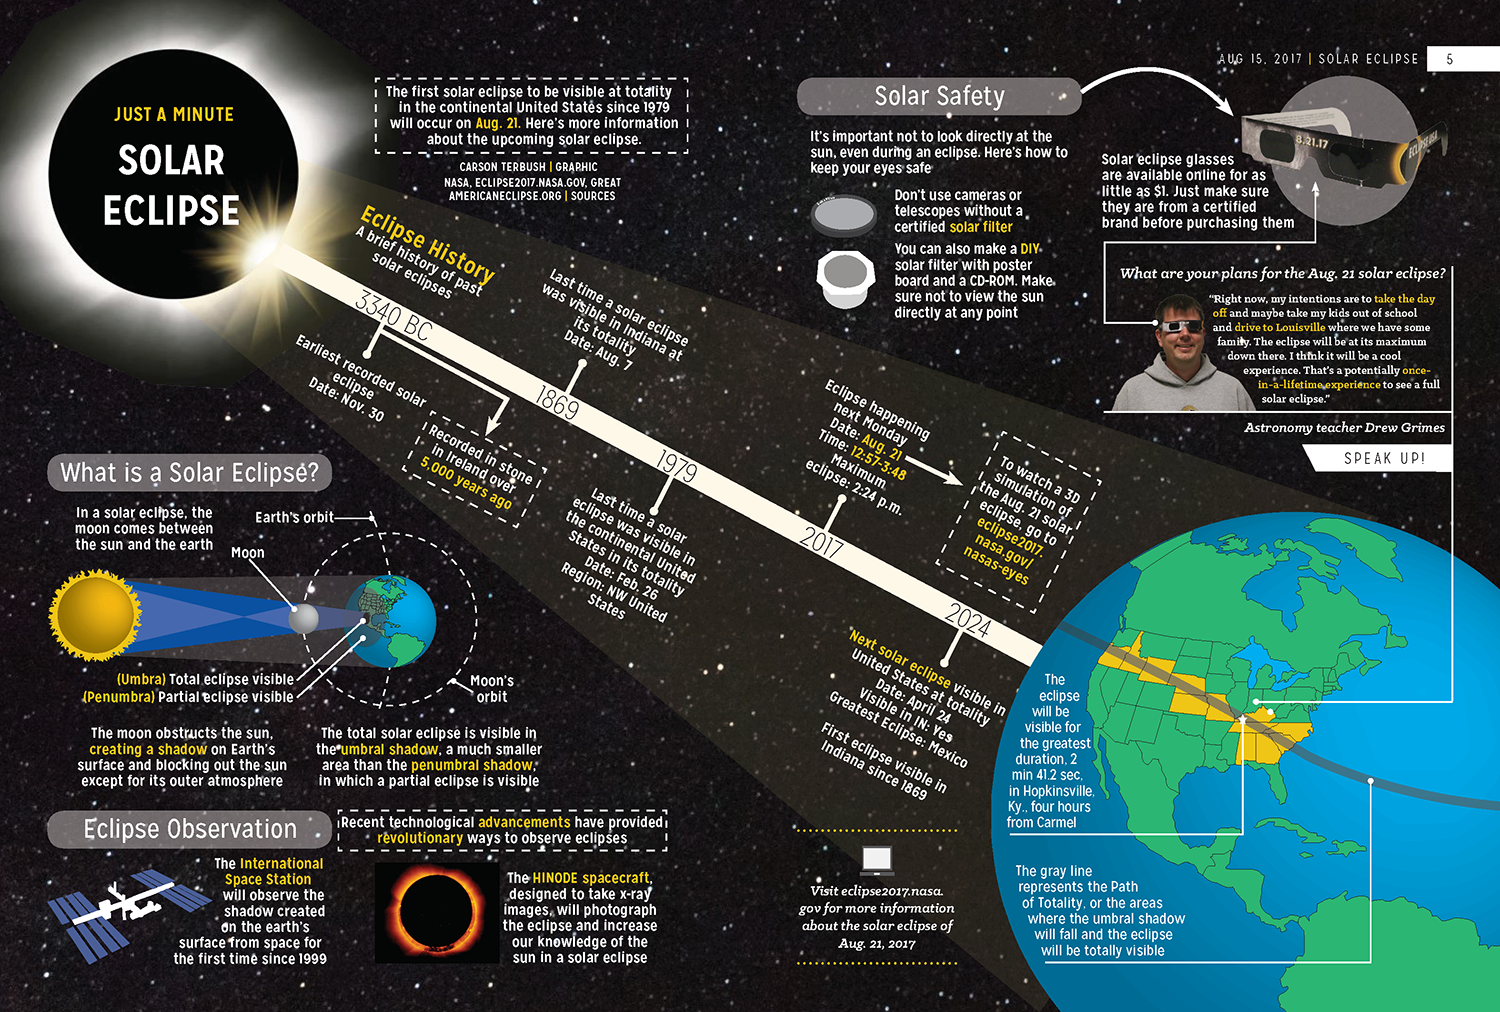 AUG 15, 2017 | SOLAR ECLIPSE
5
JUST A MINUTE
SOLAR
ECLIPSE
The first solar eclipse to be visible at totality
in the continental United States since 1979
will occur on Aug. 21. Here's more information
about the upcoming solar eclipse.
CARSON TERBUSH | GRAPHIC
NASA, ECLIPSE2017.NASA.GOV, GREAT
AMERICANECLIPSE.ORG | SOURCES
Eclipse History
A brief history of past
solar eclipses
3340 BC
Earliest recorded solar
eclipse
Date: Nov. 30
Recorded in stone
in Ireland over
5,000 years ago
1869
Last time a solar eclipse
was visible in Indiana at
its totality
Date: Aug. 7
1979
Last time a solar
eclipse was visible in
the continental United
States in its totality
Date: Feb. 26
Region: NW United
States
2017
Eclipse happening
next Monday
Date: Aug. 21
Time: 12:57-3:48
Maximum
eclipse: 2:24 p.m.
To watch a 3D
simulation of
the Aug. 21 solar
eclipse, go to
eclipse2017.
nasa.gov/
nasas-eyes
2024
Next solar eclipse visible in
United States at totality
Date: April 24
Visible in IN: Yes
Greatest Eclipse: Mexico
First eclipse visible in
Indiana since 1869
Solar Safety
It's important not to look directly at the
sun, even during an eclipse. Here's how to
keep your eyes safe
Don't use cameras or
telescopes without a
certified solar filter
You can also make a DIY
solar filter with poster
board and a CD-ROM. Make
sure not to view the sun
directly at any point
8.21.17
ECLIPSE USA
Solar eclipse glasses
are available online for as
little as $1. Just make sure
they are from a certified
brand before purchasing them
What are your plans for the Aug. 21 solar eclipse?
"Right now, my intentions are to take the day
off and maybe take my kids out of school
and drive to Louisville where we have some
family. The eclipse will be at its maximum
down there. I think it will be a cool
experience. That's a potentially once-
in-a-lifetime experience to see a full
solar eclipse."
Astronomy teacher Drew Grimes
SPEAK UP!
What is a Solar Eclipse?
In a solar eclipse, the
moon comes between
the sun and the earth
Earth's orbit
Moon
(Umbra) Total eclipse visible
(Penumbra) Partial eclipse visible
Moon's
orbit
The moon obstructs the sun,
creating a shadow on Earth's
surface and blocking out the sun
except for its outer atmosphere
The total solar eclipse is visible in
the umbral shadow, a much smaller
area than the penumbral shadow,
in which a partial eclipse is visible
Eclipse Observation
Recent technological advancements have provided
revolutionary ways to observe eclipses
The International
Space Station
will observe the
shadow created
on the earth's
surface from space for
the first time since 1999
The HINODE spacecraft,
designed to take x-ray
images, will photograph
the eclipse and increase
our knowledge of the
sun in a solar eclipse
Visit eclipse2017.nasa.
gov for more information
about the solar eclipse of
Aug. 21, 2017
The
eclipse
will be
visible for
the greatest
duration, 2
min 41.2 sec,
in Hopkinsville,
Ky., four hours
from Carmel
The gray line
represents the Path
of Totality, or the areas
where the umbral shadow
will fall and the eclipse
will be totally visible